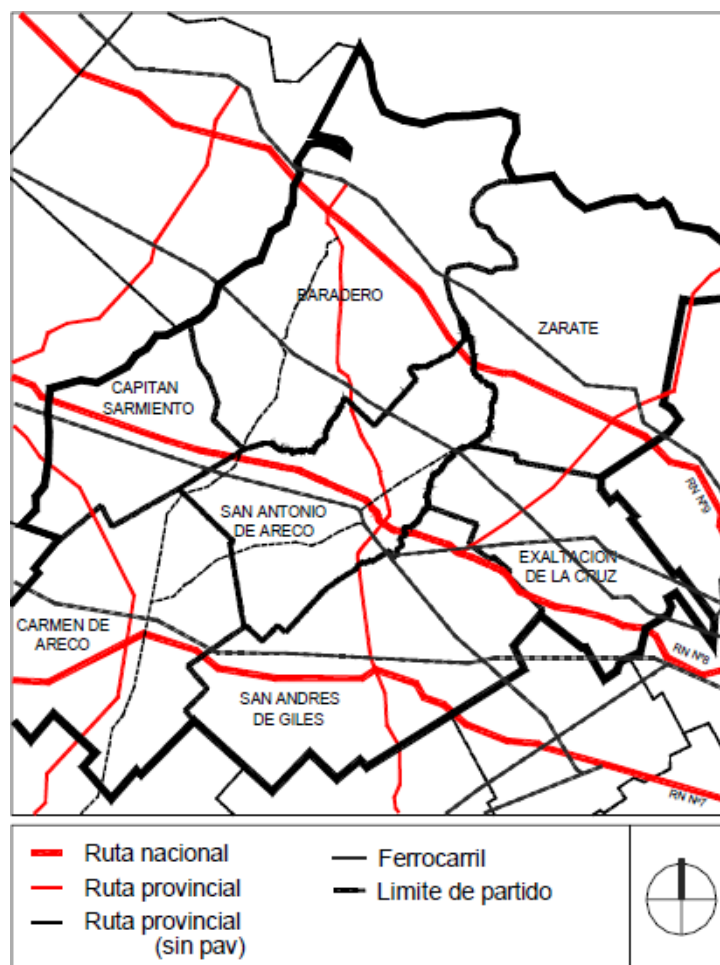 BARADERO
ZARATE
CAPITAN
SARMIENTO
RN Nº9
SAN ANTONIO
DE ARECO
EXALTACION
DE LA CRUZ
CARMEN DE
ARECO
RN Nº8
SAN ANDRES
DE GILES
RN Nº7
Ruta nacional
Ruta provincial
Ruta provincial
(sin pav)
Ferrocarril
Limite de partido